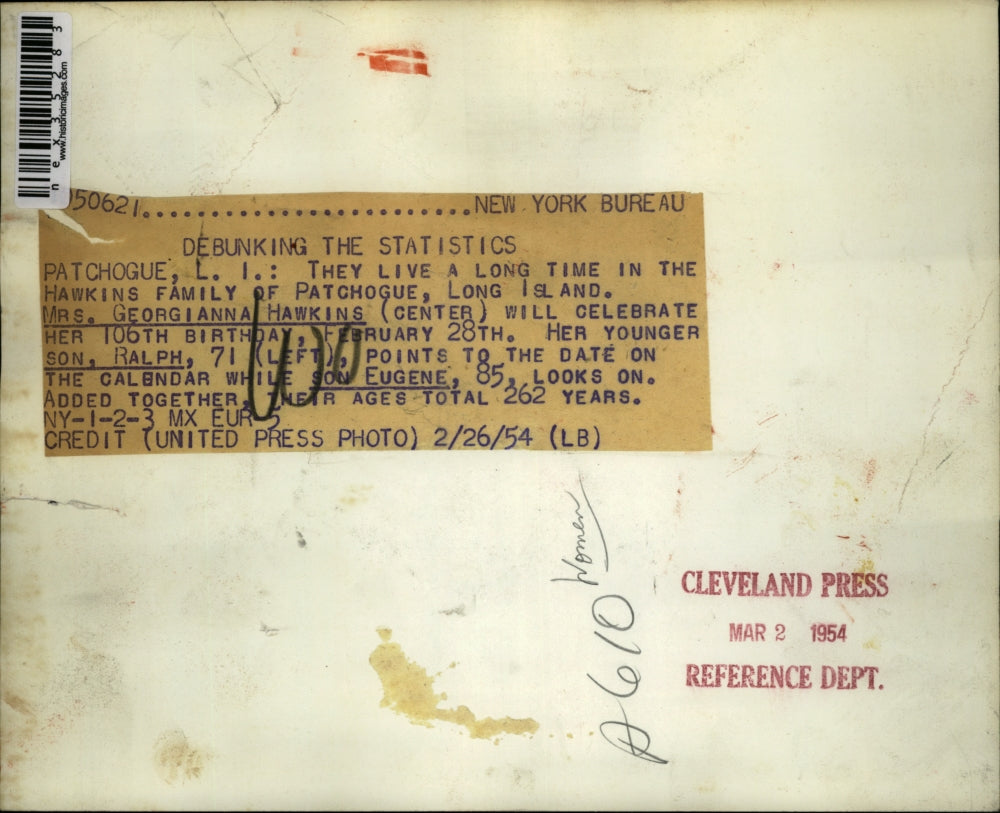 nex35283
www.historicimages.com
050621........................NEW YORK BUREAU
DEBUNKING THE STATISTICS
PATCHOGUE, L. I.: THEY LIVE A LONG TIME IN THE
HAWKINS FAMILY OF PATCHOGUE, LONG ISLAND.
MRS. GEORGIANNA HAWKINS (CENTER) WILL CELEBRATE
HER 106TH BIRTHDAY, FEBRUARY 28TH. HER YOUNGER
SON, RALPH, 71 (LEFT), POINTS TO THE DATE ON
THE CALENDAR WHILE SON EUGENE, 85, LOOKS ON.
ADDED TOGETHER, THEIR AGES TOTAL 262 YEARS.
NY-1-2-3 MX EUR 5
CREDIT (UNITED PRESS PHOTO) 2/26/54 (LB)
Women
A610
CLEVELAND PRESS
MAR 2 1954
REFERENCE DEPT.